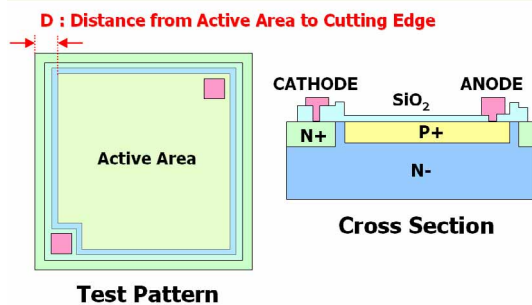 D : Distance from Active Area to Cutting Edge
CATHODE
ANODE
SiO₂
N+
P+
Active Area
N-
Cross Section
Test Pattern